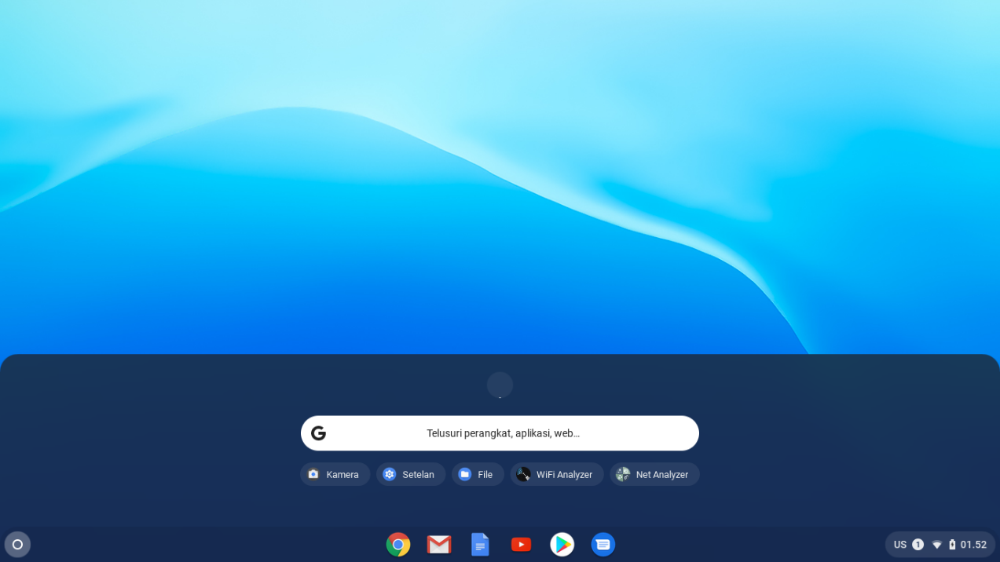 Telusuri perangkat, aplikasi, web...
Kamera
Setelan
File
WiFi Analyzer
Net Analyzer
US 1 01.52